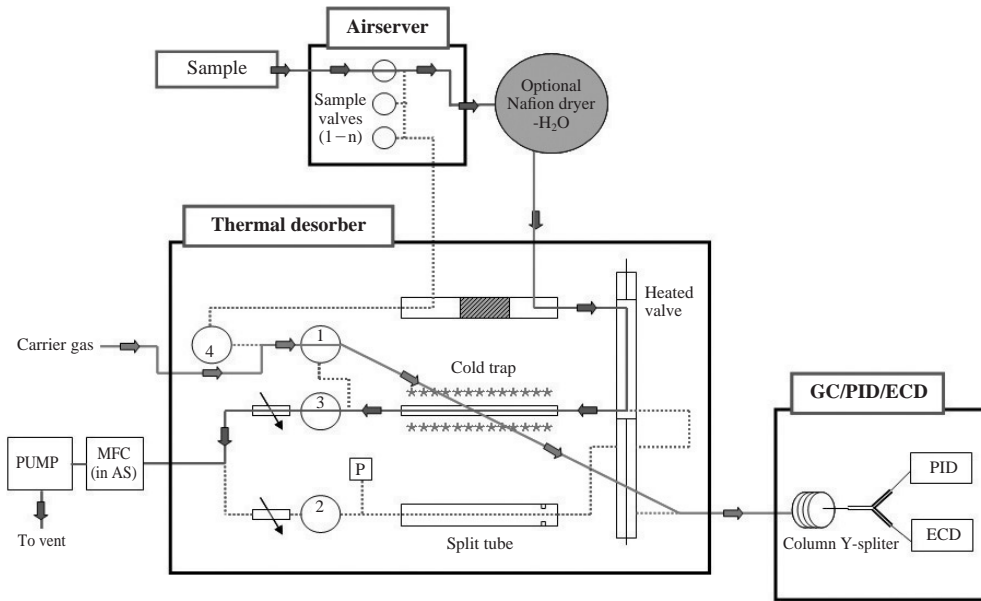 Airserver
Sample
Sample
valves
(1−n)
Optional
Nafion dryer
-H₂O
Thermal desorber
Heated
valve
Carrier gas
4
1
Cold trap
3
GC/PID/ECD
PUMP
MFC
(in AS)
P
2
PID
ECD
To vent
Split tube
Column Y-spliter